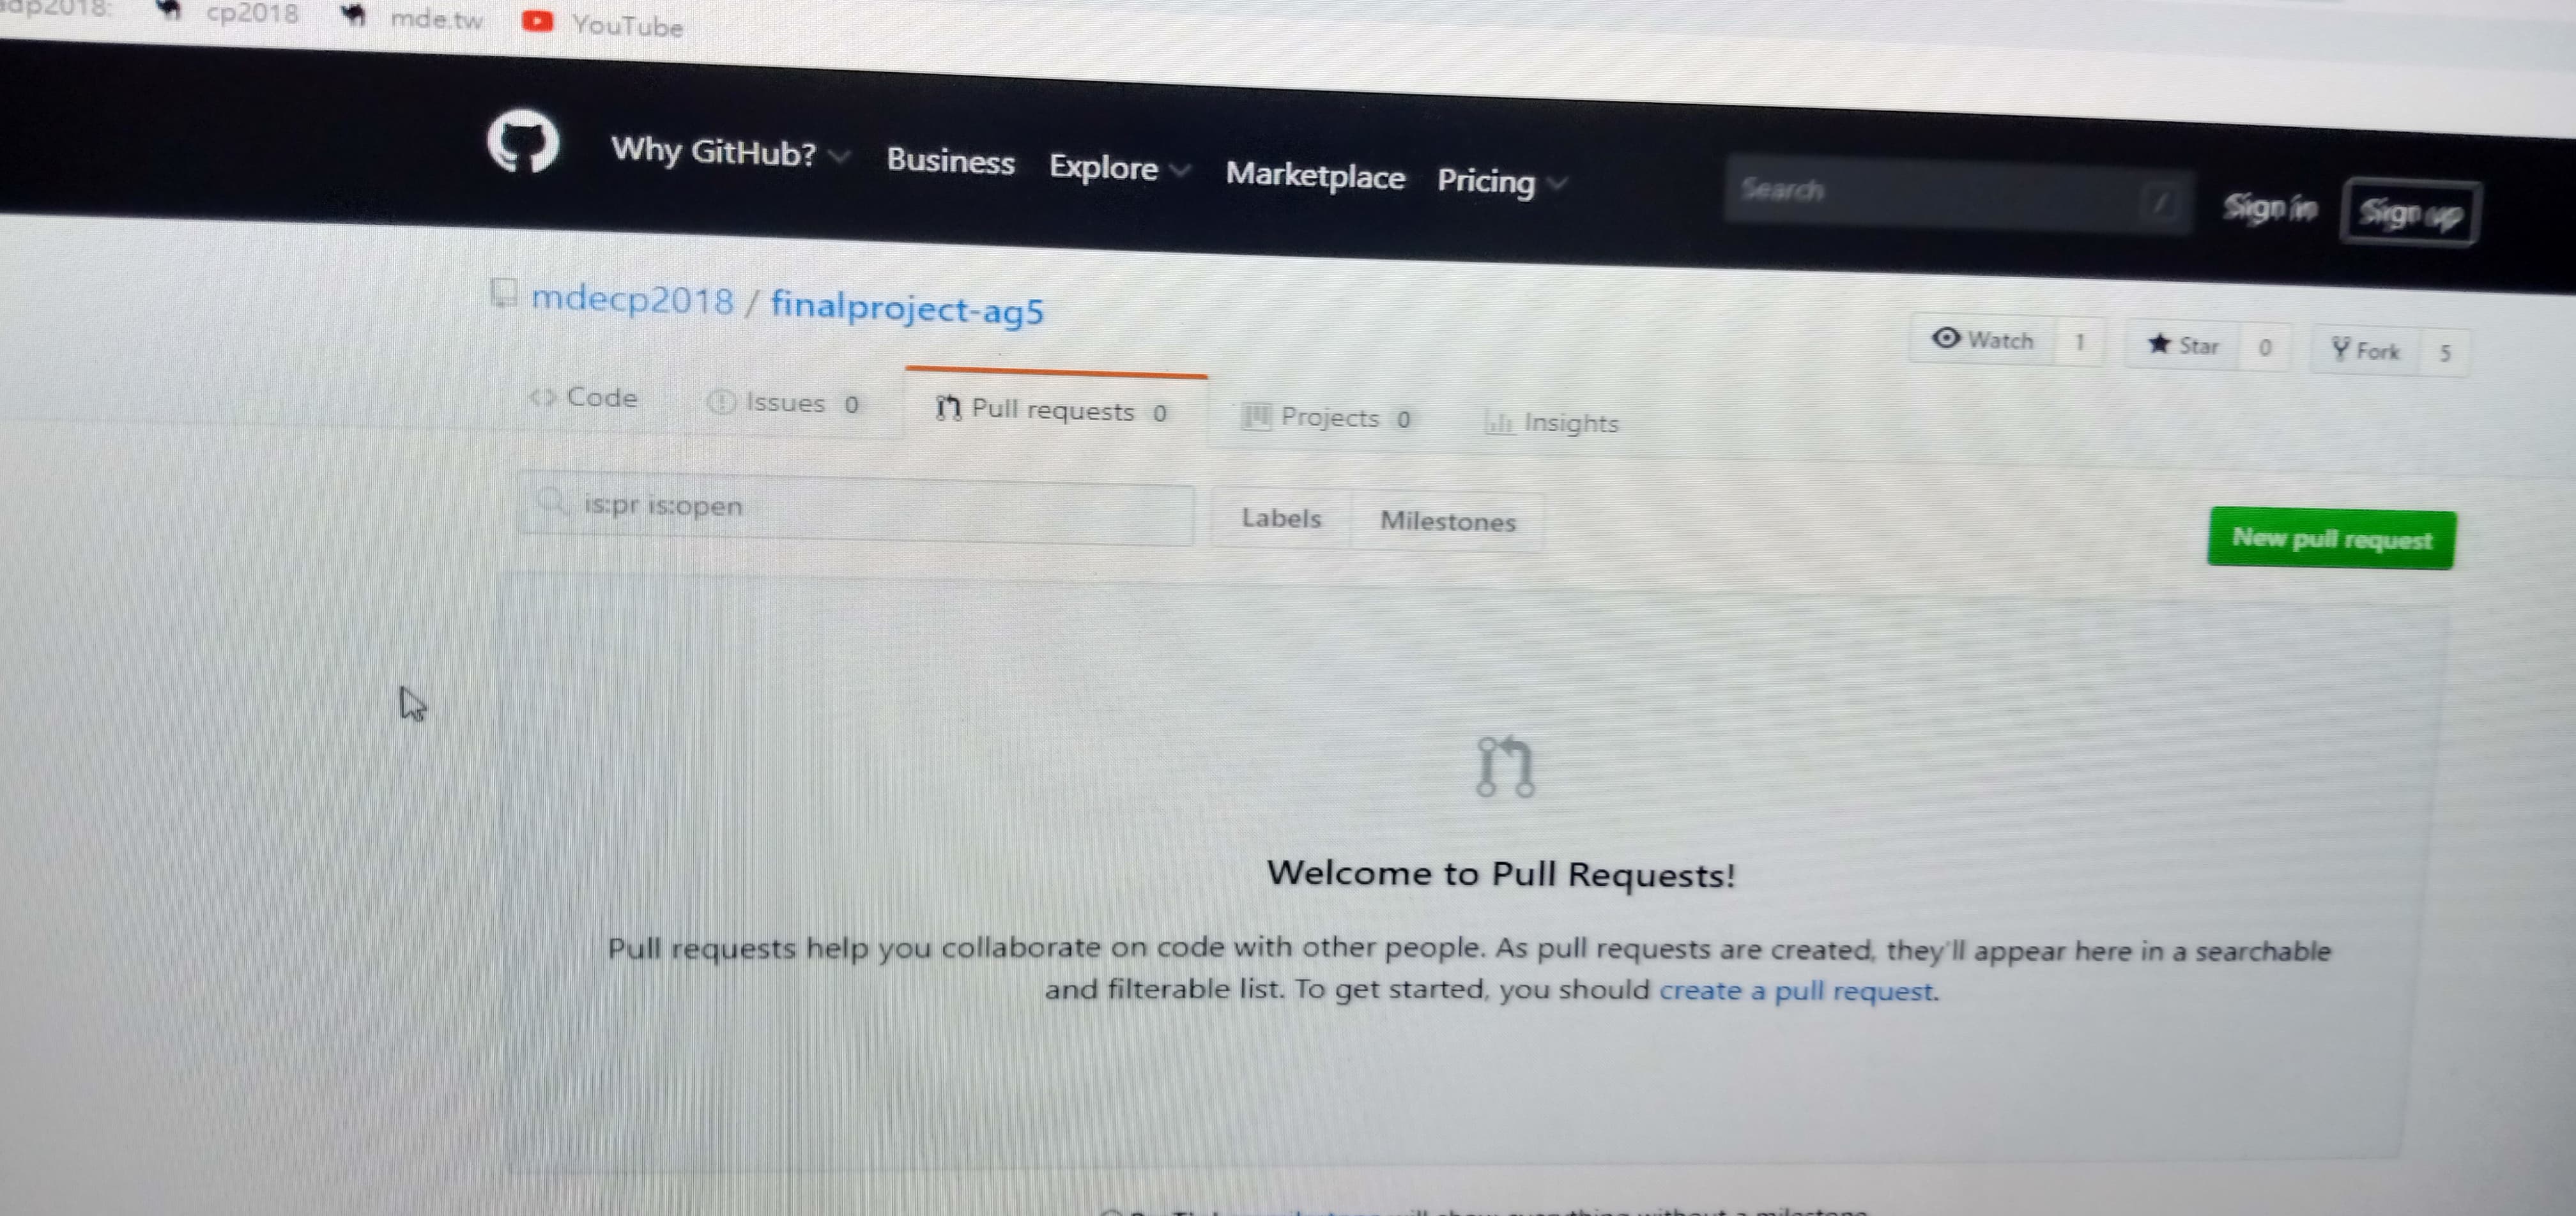 cp2018 mde.tw YouTube
Why GitHub? Business Explore Marketplace Pricing Search / Sign in Sign up
mdecp2018 / finalproject-ag5
Watch 1 Star 0 Fork 5
Code Issues 0 Pull requests 0 Projects 0 Insights
is:pr is:open Labels Milestones New pull request
Welcome to Pull Requests!
Pull requests help you collaborate on code with other people. As pull requests are created, they'll appear here in a searchable
and filterable list. To get started, you should create a pull request.